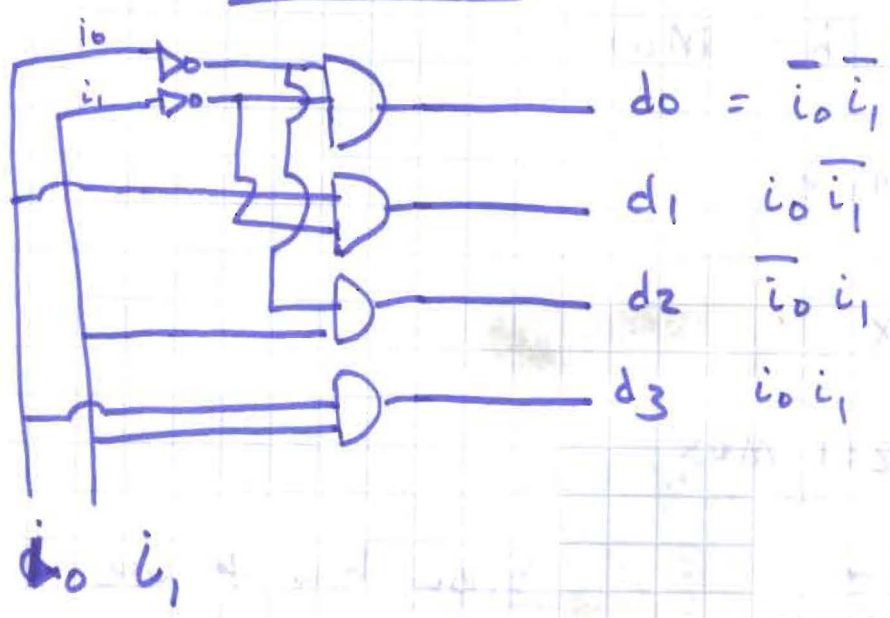 i₀
i₁
d0 = i̅₀ i̅₁
d₁ i₀ i̅₁
d2 i̅₀ i₁
d3 i₀ i₁
i₀ i₁